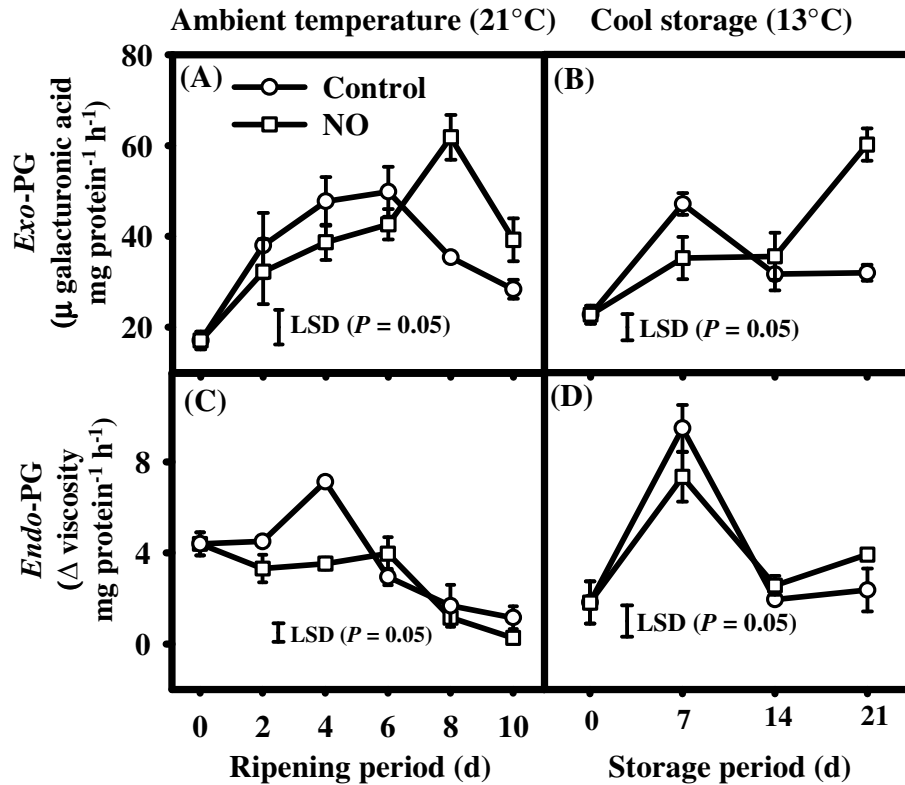 Ambient temperature (21°C) Cool storage (13°C)
80
60
40
20
Exo-PG
(μ galacturonic acid
mg protein⁻¹ h⁻¹)
(A)
Control
NO
LSD (P = 0.05)
(B)
LSD (P = 0.05)
8
4
0
Endo-PG
(Δ viscosity
mg protein⁻¹ h⁻¹)
(C)
LSD (P = 0.05)
(D)
LSD (P = 0.05)
0 2 4 6 8 10
0 7 14 21
Ripening period (d) Storage period (d)